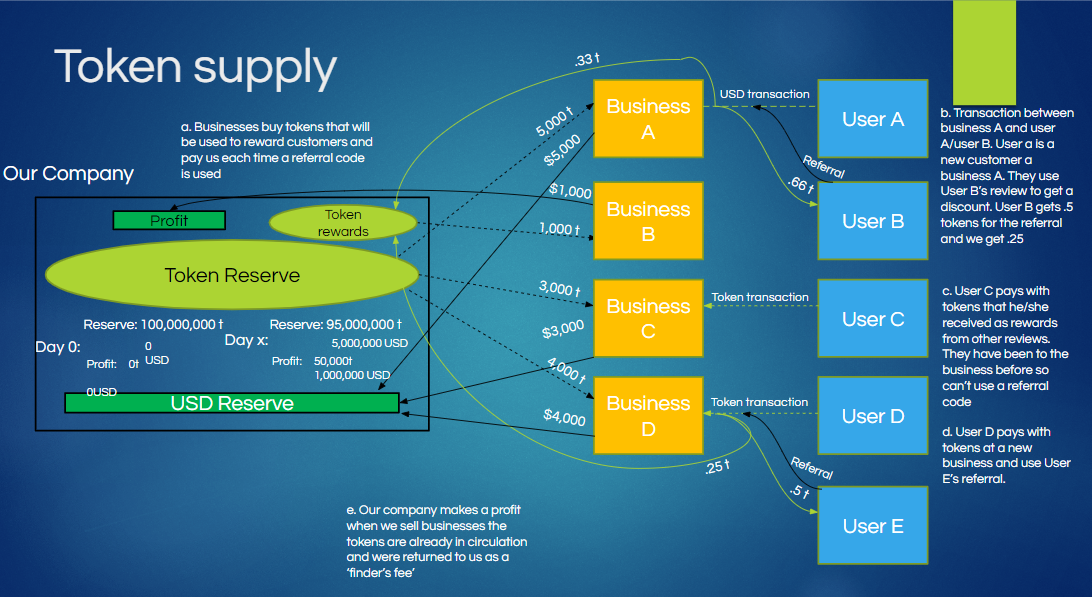 Token supply
a. Businesses buy tokens that will
be used to reward customers and
pay us each time a referral code
is used
Our Company
Profit
Token
rewards
Token Reserve
Reserve: 100,000,000 t
Day 0:
0
USD
Profit:
0t
0USD
Reserve: 95,000,000 t
Day x:
5,000,000 USD
Profit:
50,000t
1,000,000 USD
USD Reserve
.33 t
5,000 t
$5,000
$1,000
1,000 t
3,000 t
$3,000
4,000 t
$4,000
.25 t
Business
A
Business
B
Business
C
Business
D
USD transaction
Referral
.66 t
Token transaction
Token transaction
Referral
.5 t
User A
User B
User C
User D
User E
b. Transaction between
business A and user
A/user B. User a is a
new customer a
business A. They use
User B’s review to get a
discount. User B gets .5
tokens for the referral
and we get .25
c. User C pays with
tokens that he/she
received as rewards
from other reviews.
They have been to the
business before so
can’t use a referral
code
d. User D pays with
tokens at a new
business and use User
E’s referral.
e. Our company makes a profit
when we sell businesses the
tokens are already in circulation
and were returned to us as a
‘finder’s fee’